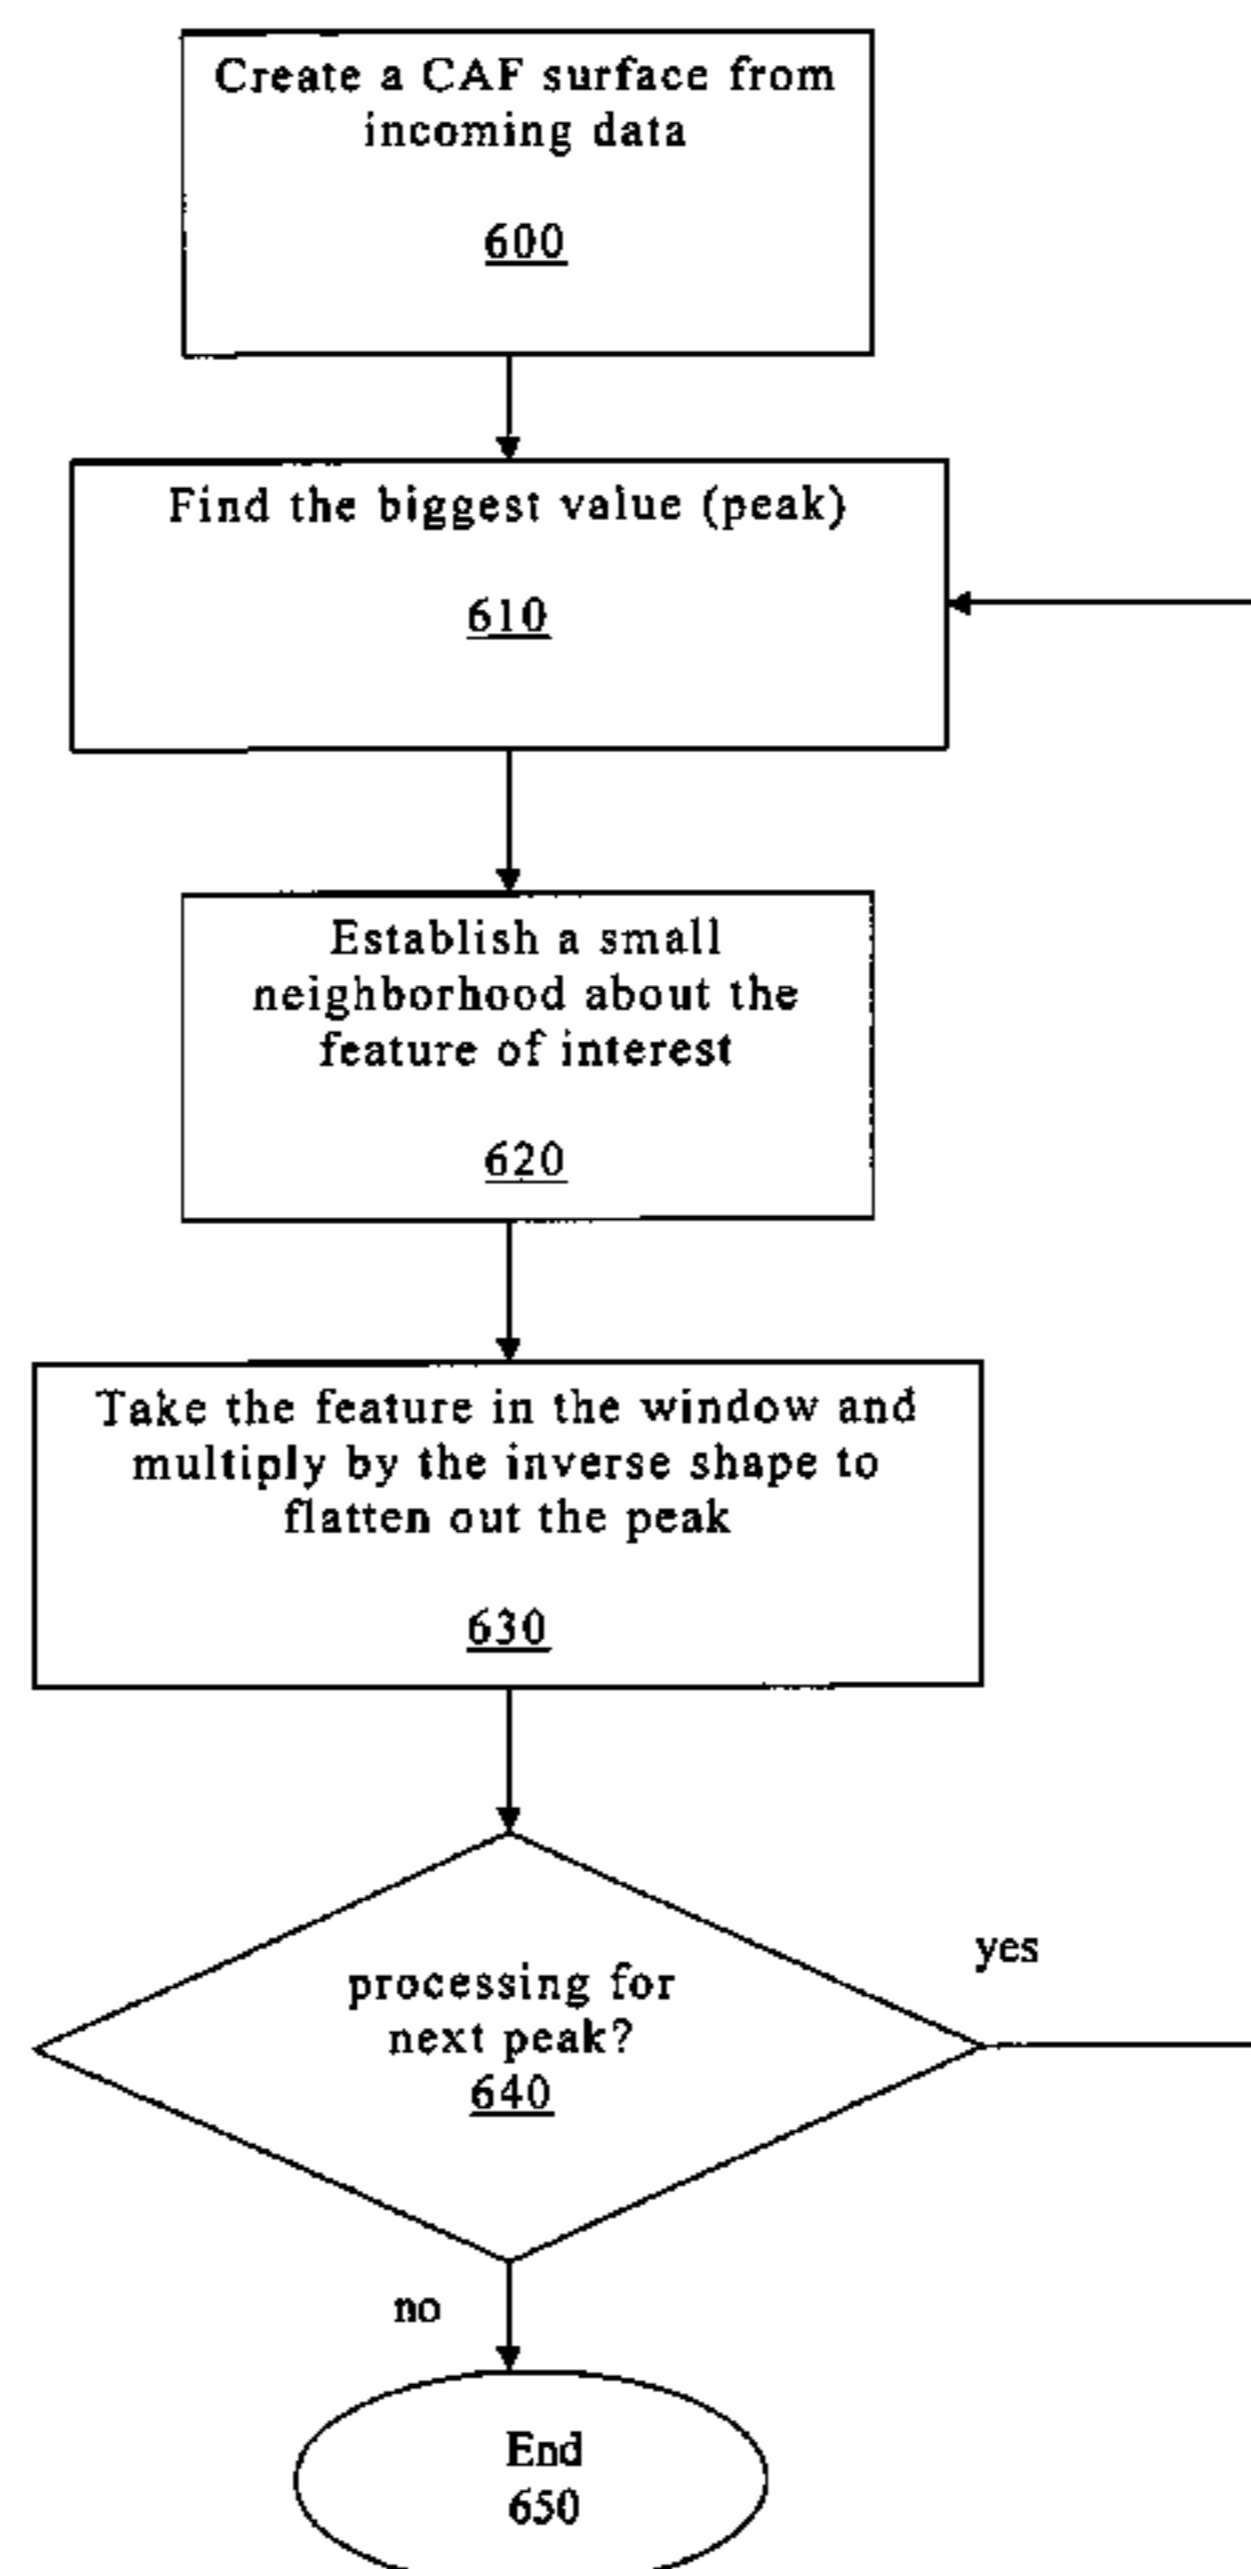 Create a CAF surface from
incoming data
600
Find the biggest value (peak)
610
Establish a small
neighborhood about the
feature of interest
620
Take the feature in the window and
multiply by the inverse shape to
flatten out the peak
630
processing for
next peak?
640
yes
no
End
650